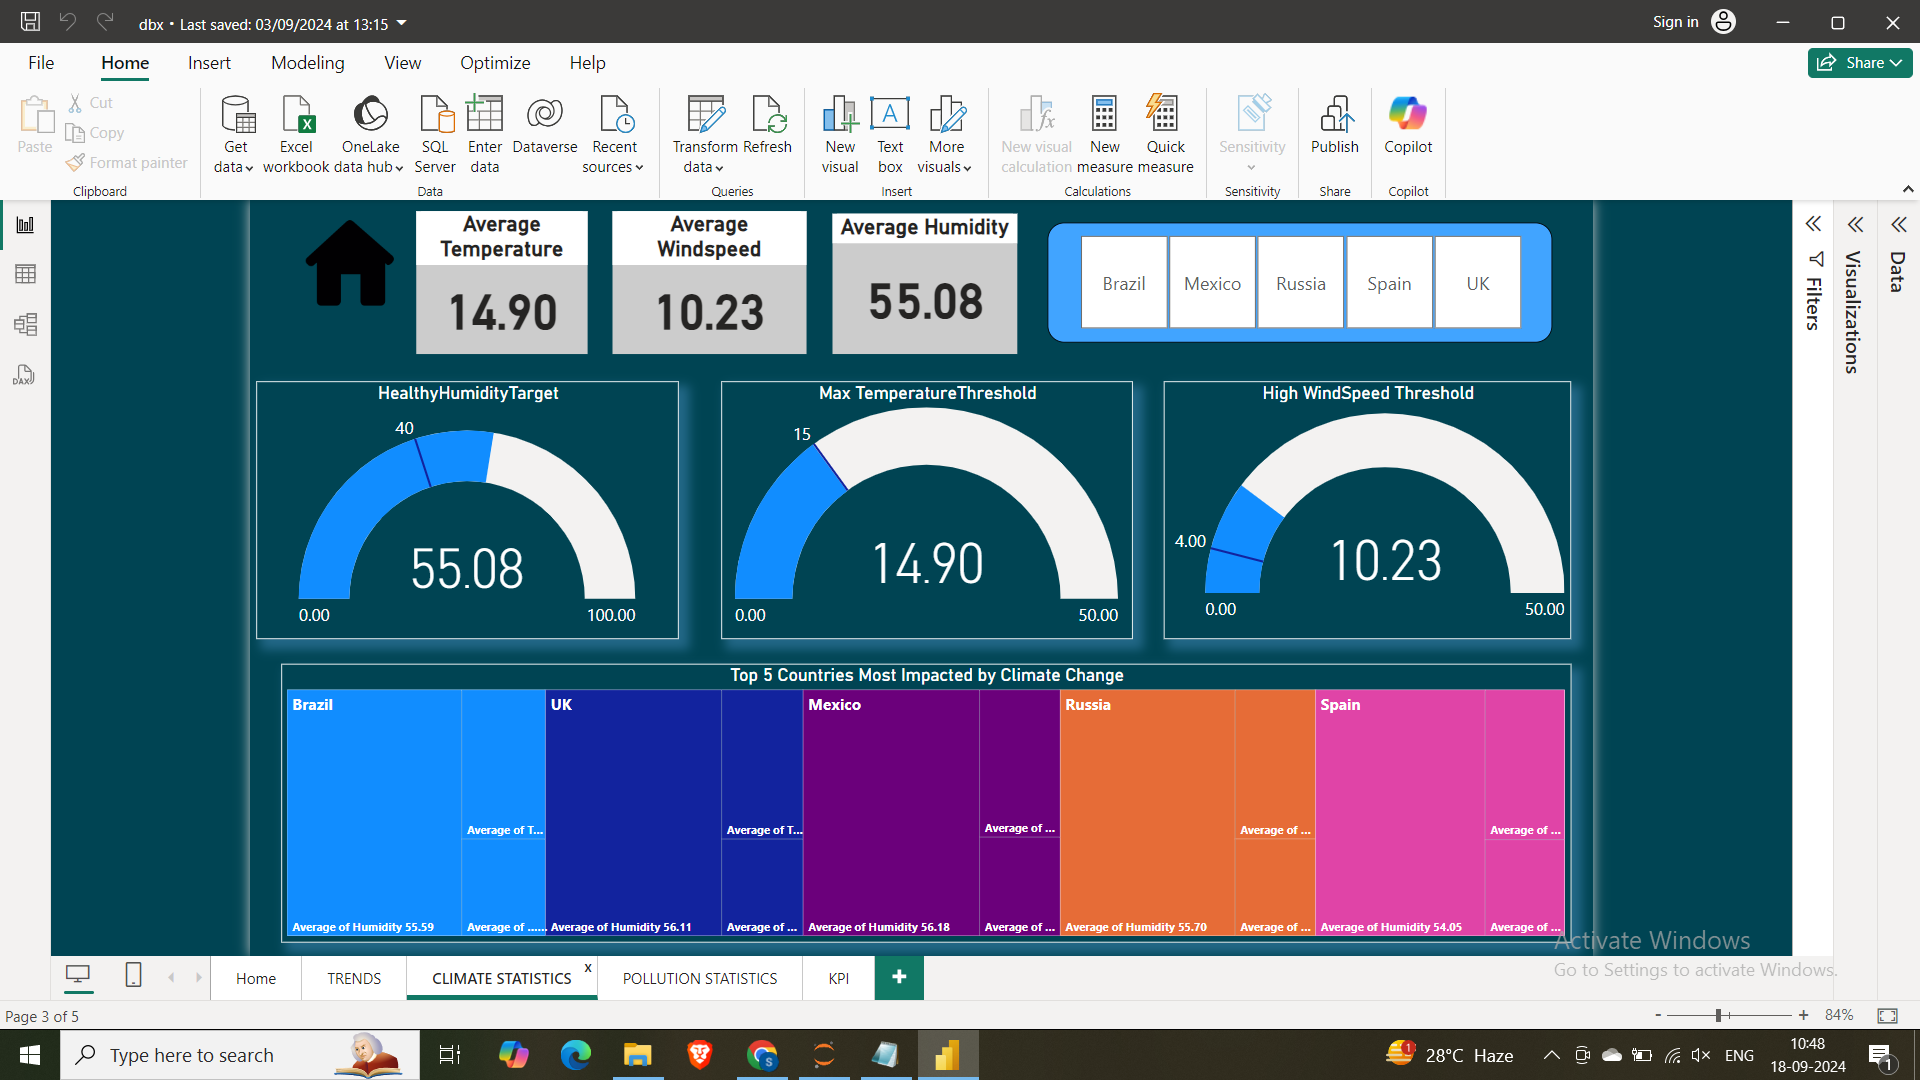 dbx • Last saved: 03/09/2024 at 13:15
Sign in
File Home Insert Modeling View Optimize Help
Share
Paste
Cut
Copy
Format painter
Clipboard
Get data
Excel workbook
OneLake data hub
SQL Server
Enter data
Dataverse
Recent sources
Data
Transform data
Refresh
Queries
New visual
Text box
More visuals
Insert
New visual calculation
New measure
Quick measure
Calculations
Sensitivity
Sensitivity
Publish
Share
Copilot
Copilot
DAX
Average Temperature
14.90
Average Windspeed
10.23
Average Humidity
55.08
Brazil Mexico Russia Spain UK
Filters
Visualizations
Data
HealthyHumidityTarget
40
55.08
0.00 100.00
Max TemperatureThreshold
15
14.90
0.00 50.00
High WindSpeed Threshold
4.00
10.23
0.00 50.00
Top 5 Countries Most Impacted by Climate Change
Brazil UK Mexico Russia Spain
Average of T... Average of T... Average of ... Average of ... Average of ...
Average of Humidity 55.59 Average of ...... Average of Humidity 56.11 Average of ... Average of Humidity 56.18 Average of ... Average of Humidity 55.70 Average of ... Average of Humidity 54.05 Average of ...
Activate Windows
Go to Settings to activate Windows.
Home TRENDS CLIMATE STATISTICS x POLLUTION STATISTICS KPI +
Page 3 of 5
- + 84%
Type here to search
1
28°C Haze
ENG
10:48
18-09-2024
1